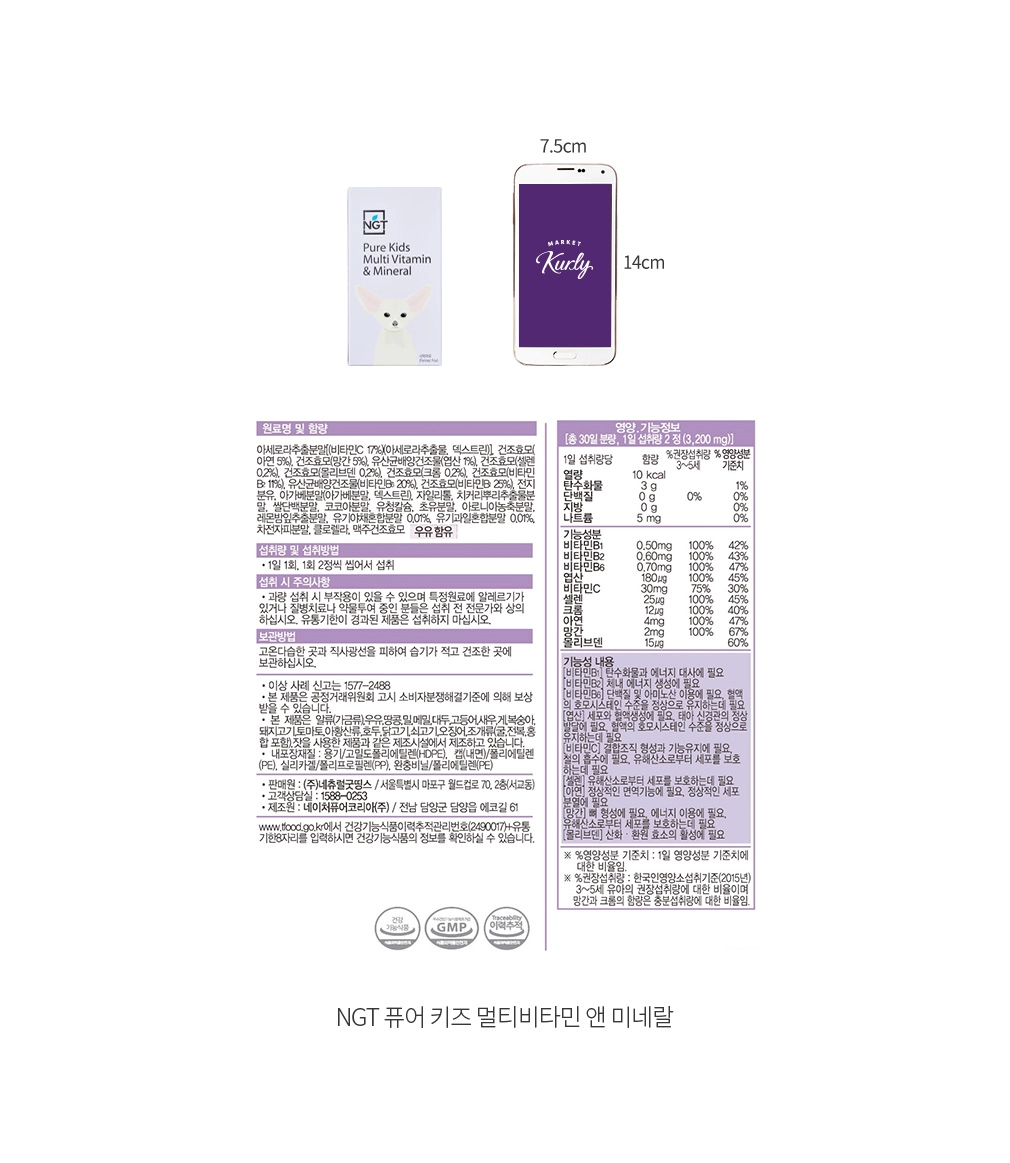 7.5cm
NGT
Pure Kids
Multi Vitamin
& Mineral
MARKET
Kurly
14cm
원료명 및 함량
아세로라추출분말[(비타민C 17%)(아세로라추출물, 덱스트린)], 건조효모(
아연 5%), 건조효모(망간 5%), 유산균배양건조물(엽산 1%), 건조효모(셀렌
0.2%), 건조효모(몰리브덴 0.2%), 건조효모(크롬 0.2%), 건조효모(비타민
B2 11%), 유산균배양건조물(비타민B6 20%), 건조효모(비타민B1 25%), 전지
분유, 아가베분말(아가베분말, 덱스트린), 자일리톨, 치커리뿌리추출물분
말, 쌀단백분말, 코코아분말, 유청칼슘, 초유분말, 아로니아농축분말,
레몬밤잎추출분말, 유기야채혼합분말 0.01%, 유기과일혼합분말 0.01%,
차전자피분말, 클로렐라, 맥주건조효모 우유 함유
섭취량 및 섭취방법
• 1일 1회, 1회 2정씩 씹어서 섭취
섭취 시 주의사항
• 과량 섭취 시 부작용이 있을 수 있으며 특정원료에 알레르기가
있거나 질병치료나 약물투여 중인 분들은 섭취 전 전문가와 상의
하십시오. 유통기한이 경과된 제품은 섭취하지 마십시오.
보관방법
고온다습한 곳과 직사광선을 피하여 습기가 적고 건조한 곳에
보관하십시오.
• 이상 사례 신고는 1577-2488
• 본 제품은 공정거래위원회 고시 소비자분쟁해결기준에 의해 보상
받을 수 있습니다.
• 본 제품은 알류(가금류),우유,땅콩,밀,메밀,대두,고등어,새우,게,복숭아,
돼지고기,토마토,아황산류,호두,닭고기,쇠고기,오징어,조개류(굴,전복,홍
합 포함),잣을 사용한 제품과 같은 제조시설에서 제조하고 있습니다.
• 내포장재질 : 용기/고밀도폴리에틸렌(HDPE), 캡(내면)/폴리에틸렌
(PE), 실리카겔/폴리프로필렌(PP), 완충비닐/폴리에틸렌(PE)
• 판매원 : (주)네츄럴굿띵스 / 서울특별시 마포구 월드컵로 70, 2층(서교동)
• 고객상담실 : 1588-0253
• 제조원 : 네이처퓨어코리아(주) / 전남 담양군 담양읍 에코길 61
www.tfood.go.kr에서 건강기능식품이력추적관리번호(2490017)+유통
기한8자리를 입력하시면 건강기능식품의 정보를 확인하실 수 있습니다.
건강
기능식품
GMP
Traceability
이력추적
영양.기능정보
[총 30일 분량, 1일 섭취량 2 정 (3,200 mg)]
1일 섭취량당 함량 %권장섭취량 3~5세 %영양성분 기준치
열량 10 kcal
탄수화물 3 g 1%
단백질 0 g 0% 0%
지방 0 g 0%
나트륨 5 mg 0%
기능성분
비타민B1 0.50mg 100% 42%
비타민B2 0.60mg 100% 43%
비타민B6 0.70mg 100% 47%
엽산 180㎍ 100% 45%
비타민C 30mg 75% 30%
셀렌 25㎍ 100% 45%
크롬 12㎍ 100% 40%
아연 4mg 100% 47%
망간 2mg 100% 67%
몰리브덴 15㎍ 60%
기능성 내용
[비타민B1] 탄수화물과 에너지 대사에 필요
[비타민B2] 체내 에너지 생성에 필요
[비타민B6] 단백질 및 아미노산 이용에 필요, 혈액
의 호모시스테인 수준을 정상으로 유지하는데 필요
[엽산] 세포와 혈액생성에 필요, 태아 신경관의 정상
발달에 필요, 혈액의 호모시스테인 수준을 정상으로
유지하는데 필요
[비타민C] 결합조직 형성과 기능유지에 필요,
철의 흡수에 필요, 유해산소로부터 세포를 보호
하는데 필요
[셀렌] 유해산소로부터 세포를 보호하는데 필요
[아연] 정상적인 면역기능에 필요, 정상적인 세포
분열에 필요
[망간] 뼈 형성에 필요, 에너지 이용에 필요,
유해산소로부터 세포를 보호하는데 필요
[몰리브덴] 산화 · 환원 효소의 활성에 필요
※ %영양성분 기준치 : 1일 영양성분 기준치에
대한 비율임.
※ %권장섭취량 : 한국인영양소섭취기준(2015년)
3~5세 유아의 권장섭취량에 대한 비율이며
망간과 크롬의 함량은 충분섭취량에 대한 비율임.
NGT 퓨어 키즈 멀티비타민 앤 미네랄